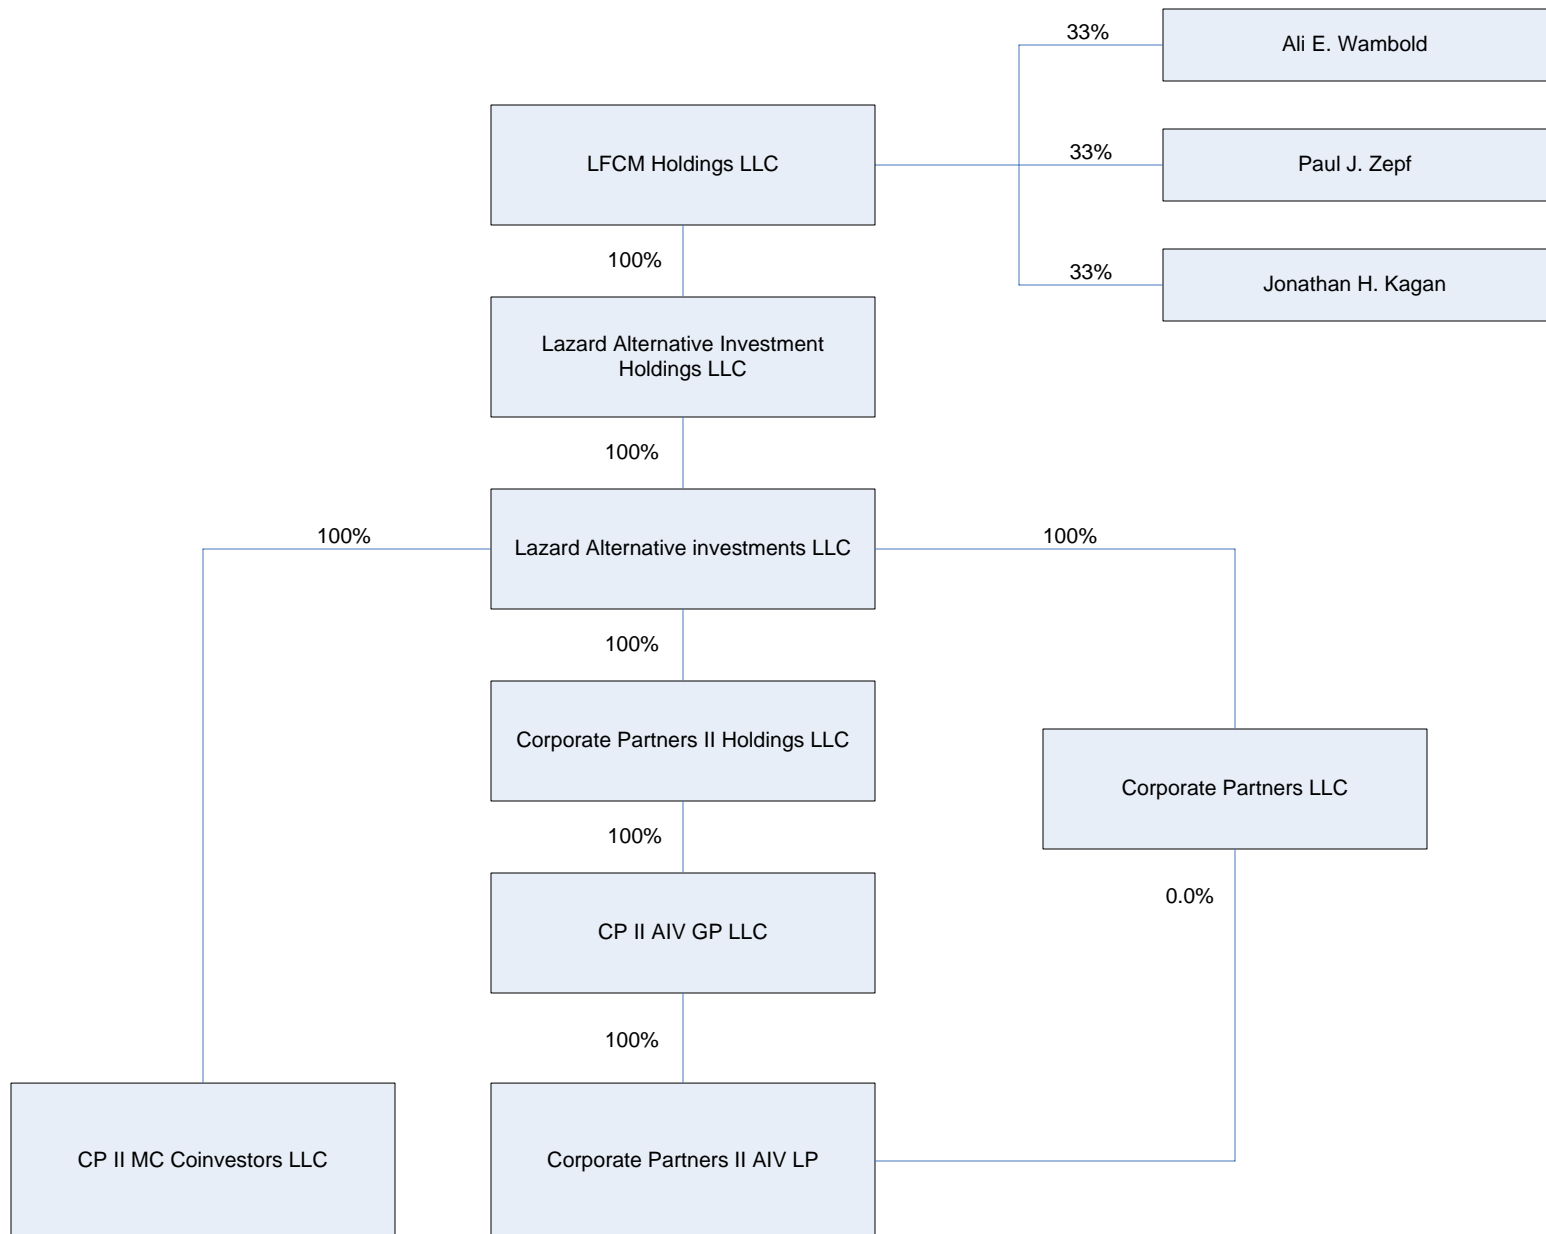 33%
Ali E. Wambold
LFCM Holdings LLC
33%
Paul J. Zepf
33%
Jonathan H. Kagan
100%
Lazard Alternative Investment
Holdings LLC
100%
100%
Lazard Alternative investments LLC
100%
100%
Corporate Partners II Holdings LLC
Corporate Partners LLC
100%
0.0%
CP II AIV GP LLC
100%
CP II MC Coinvestors LLC
Corporate Partners II AIV LP